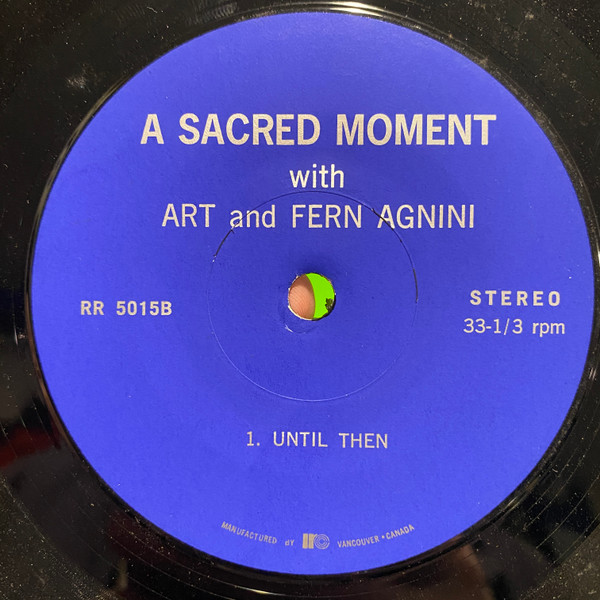 A SACRED MOMENT
with
ART and FERN AGNINI
RR 5015B
STEREO
33-1/3 rpm
1. UNTIL THEN
MANUFACTURED BY IRC VANCOUVER • CANADA